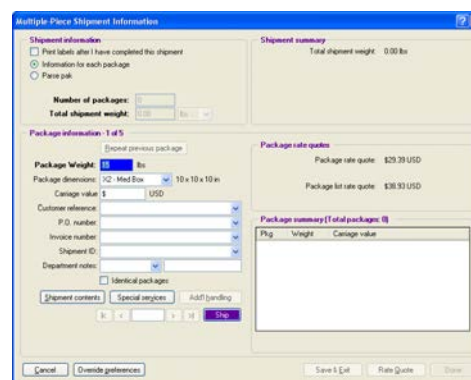 Multiple-Piece Shipment Information
Shipment information
Print labels after I have completed this shipment
Information for each package
Parse pak
Number of packages: 0
Total shipment weight: 0.00 lbs
Shipment summary
Total shipment weight: 0.00 lbs
Package information - 1 of 5
Repeat previous package
Package Weight: lbs
Package dimensions: X2 - Med Box 10 x 10 x 10 in
Carriage value $ USD
Customer reference:
P.O. number:
Invoice number:
Shipment ID:
Department notes:
Identical packages
Shipment contents Special services Add'l handling
Ship
Package rate quotes
Package rate quote $29.39 USD
Package list rate quote $36.93 USD
Package summary (Total packages: 0)
Pkg Weight Carriage value
Cancel Override preferences Save & Exit Rate Quote Done